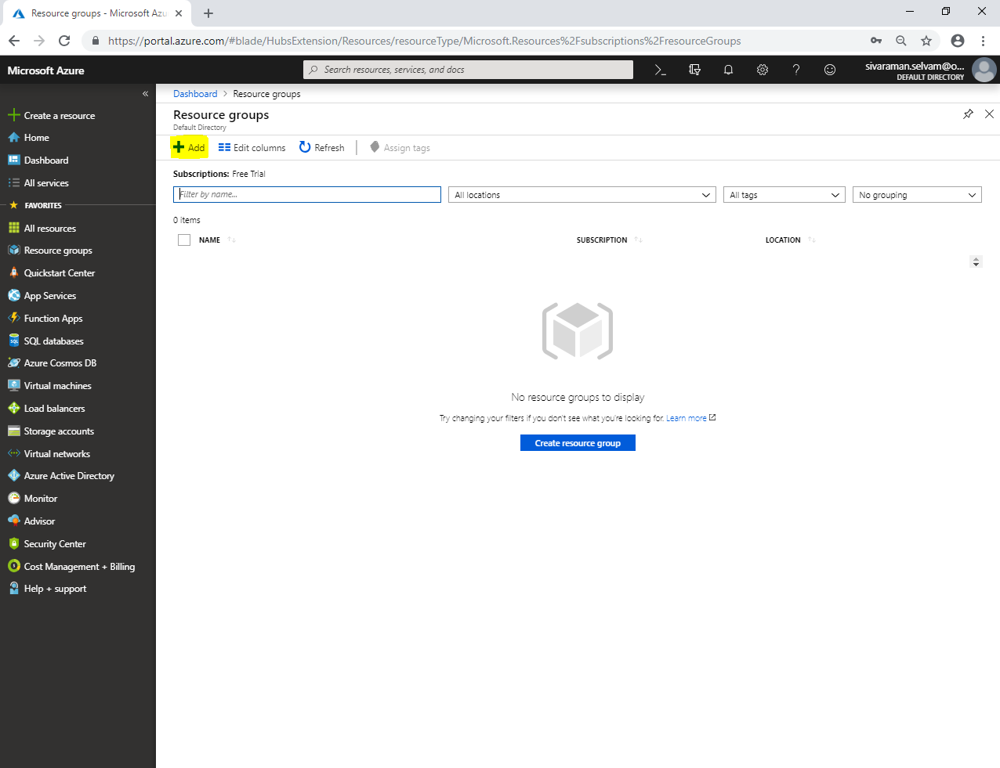 Resource groups - Microsoft Azu
https://portal.azure.com/#blade/HubsExtension/Resources/resourceType/Microsoft.Resources%2Fsubscriptions%2FresourceGroups
Microsoft Azure
Search resources, services, and docs
sivaraman.selvam@o...
DEFAULT DIRECTORY
Create a resource
Home
Dashboard
All services
FAVORITES
All resources
Resource groups
Quickstart Center
App Services
Function Apps
SQL databases
Azure Cosmos DB
Virtual machines
Load balancers
Storage accounts
Virtual networks
Azure Active Directory
Monitor
Advisor
Security Center
Cost Management + Billing
Help + support
Dashboard > Resource groups
Resource groups
Default Directory
Add Edit columns Refresh Assign tags
Subscriptions: Free Trial
Filter by name... All locations All tags No grouping
0 items
NAME SUBSCRIPTION LOCATION
No resource groups to display
Try changing your filters if you don't see what you're looking for. Learn more
Create resource group